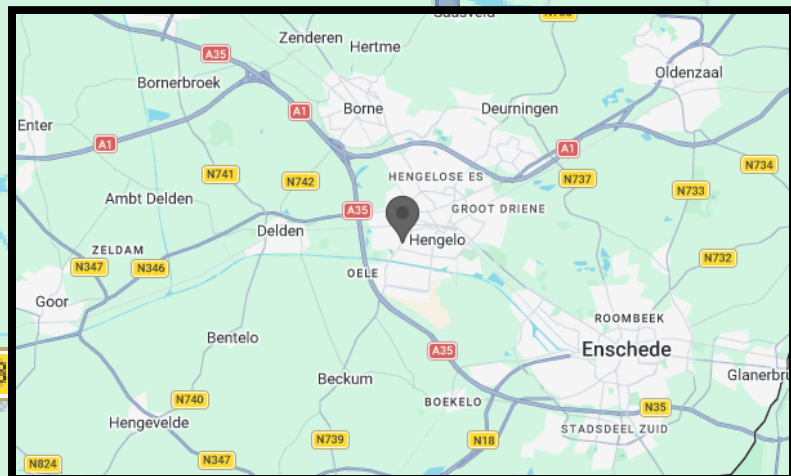 Saasveld
Zenderen
Hertme
A35
Oldenzaal
Bornerbroek
A1
Borne
Deurningen
Enter
A1
A1
HENGELOSE ES
N734
N741
N742
N737
N733
Ambt Delden
A35
GROOT DRIENE
Delden
Hengelo
ZELDAM
N347
N346
OELE
N732
Goor
ROOMBEEK
Bentelo
A35
Enschede
Beckum
Glanerbru
N740
BOEKELO
N35
Hengevelde
STADSDEEL ZUID
N739
N18
N347
N824